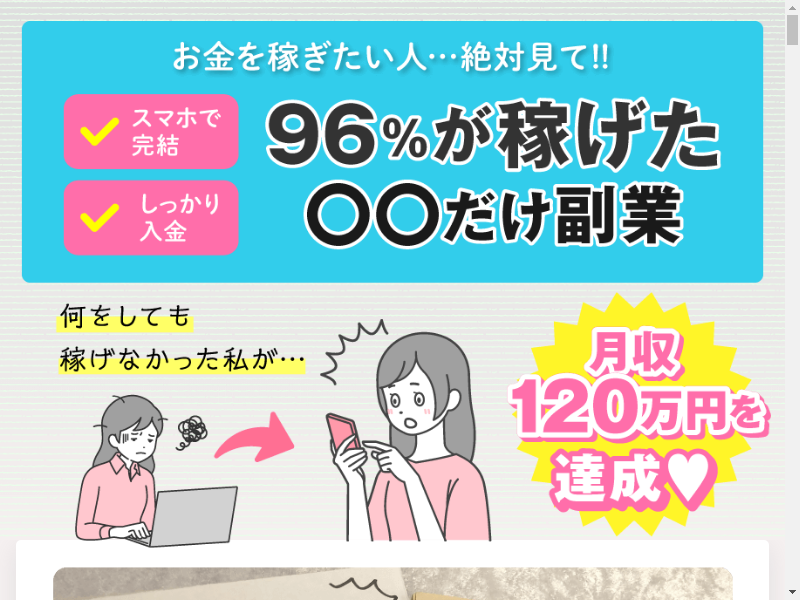 お金を稼ぎたい人…絶対見て!!
スマホで
完結
しっかり
入金
96%が稼げた
〇〇だけ副業
何をしても
稼げなかった私が…
月収
120万円を
達成♥